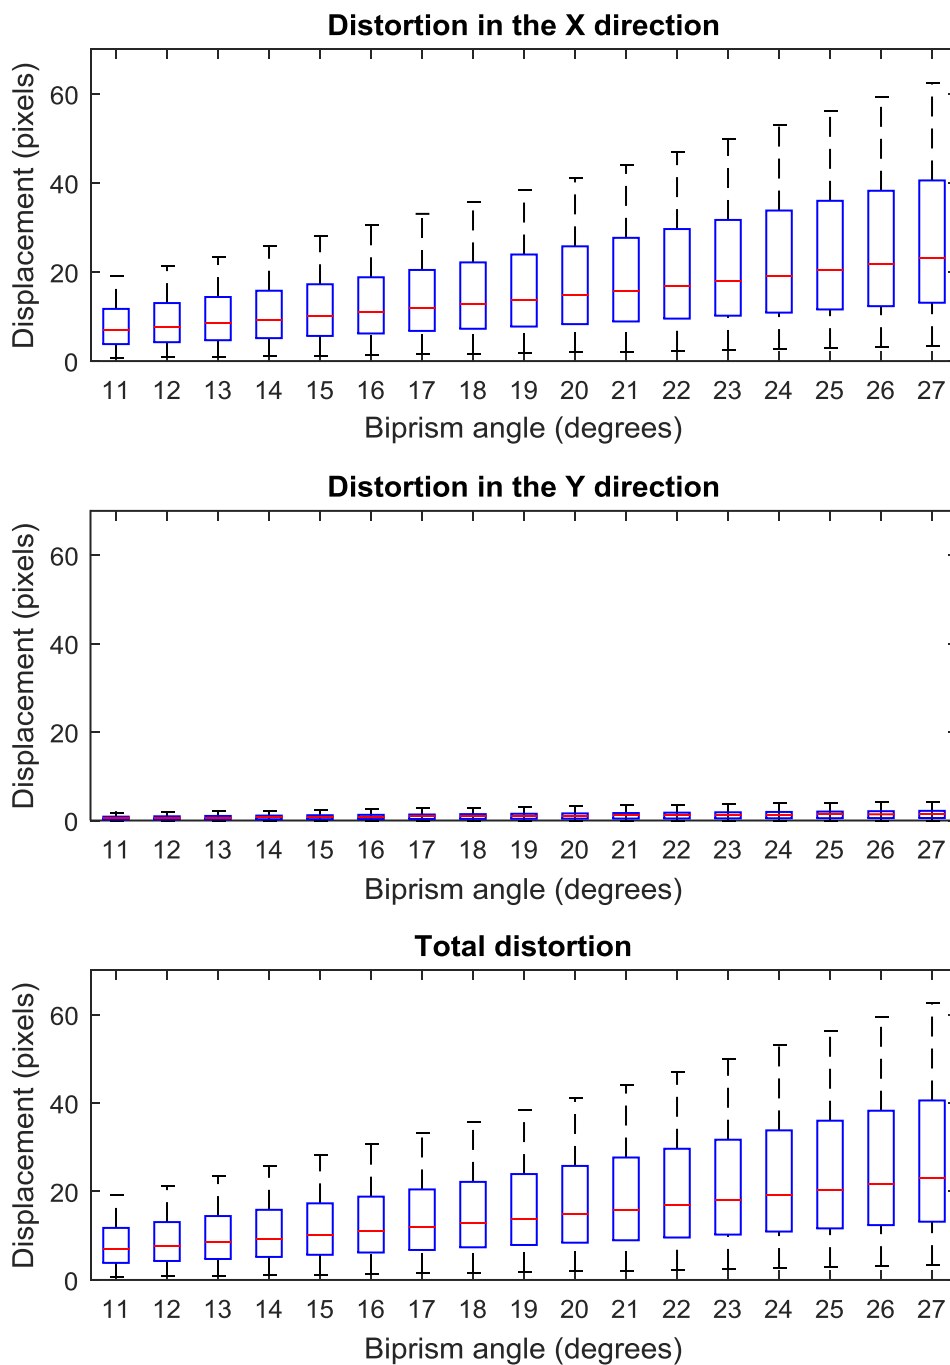 Distortion in the X direction
Displacement (pixels)
60
40
20
0
11 12 13 14 15 16 17 18 19 20 21 22 23 24 25 26 27
Biprism angle (degrees)
Distortion in the Y direction
Displacement (pixels)
60
40
20
0
11 12 13 14 15 16 17 18 19 20 21 22 23 24 25 26 27
Biprism angle (degrees)
Total distortion
Displacement (pixels)
60
40
20
0
11 12 13 14 15 16 17 18 19 20 21 22 23 24 25 26 27
Biprism angle (degrees)